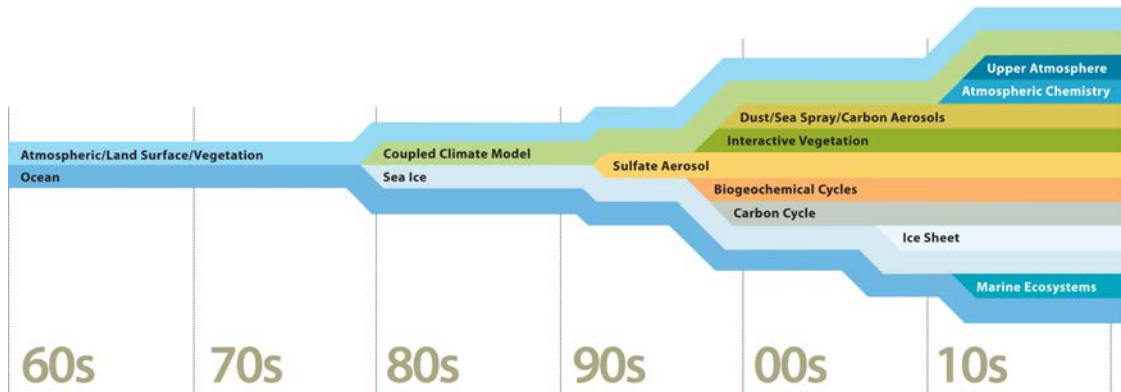 Upper Atmosphere
Atmospheric Chemistry
Dust/Sea Spray/Carbon Aerosols
Interactive Vegetation
Atmospheric/Land Surface/Vegetation
Coupled Climate Model
Sulfate Aerosol
Ocean
Sea Ice
Biogeochemical Cycles
Carbon Cycle
Ice Sheet
Marine Ecosystems
60s
70s
80s
90s
00s
10s